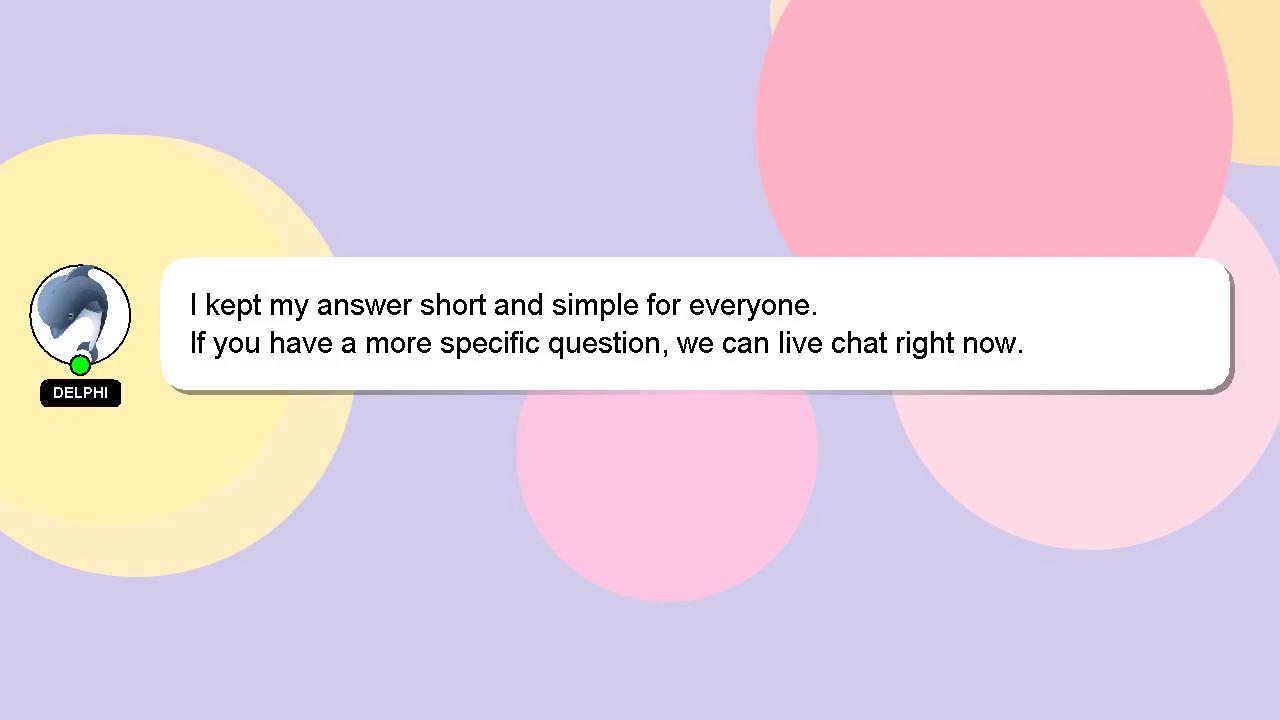 I kept my answer short and simple for everyone.
If you have a more specific question, we can live chat right now.
DELPHI